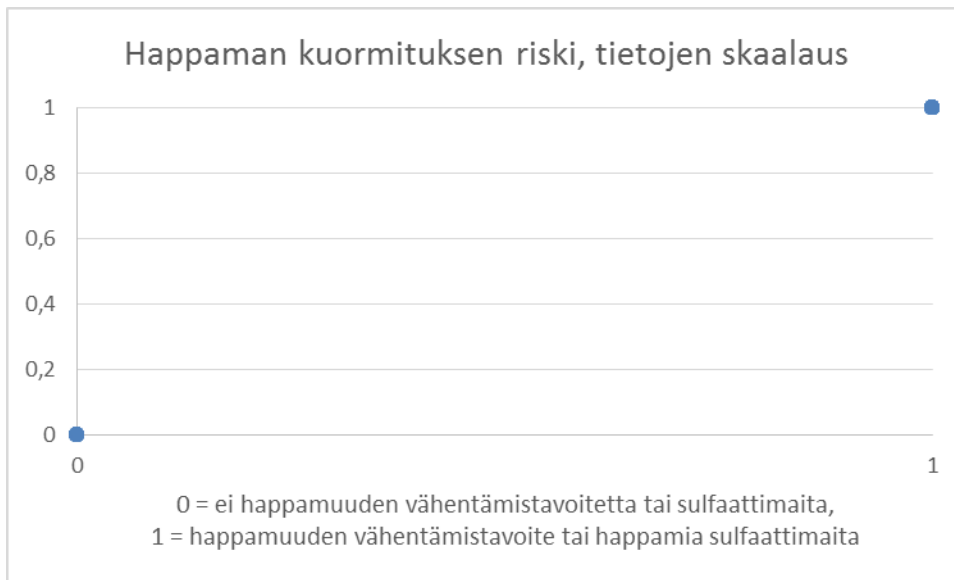 Happaman kuormituksen riski, tietojen skaalaus
1
0,8
0,6
0,4
0,2
0
0
1
0 = ei happamuuden vähentämistavoitetta tai sulfaattimaita,
1 = happamuuden vähentämistavoite tai happamia sulfaattimaita